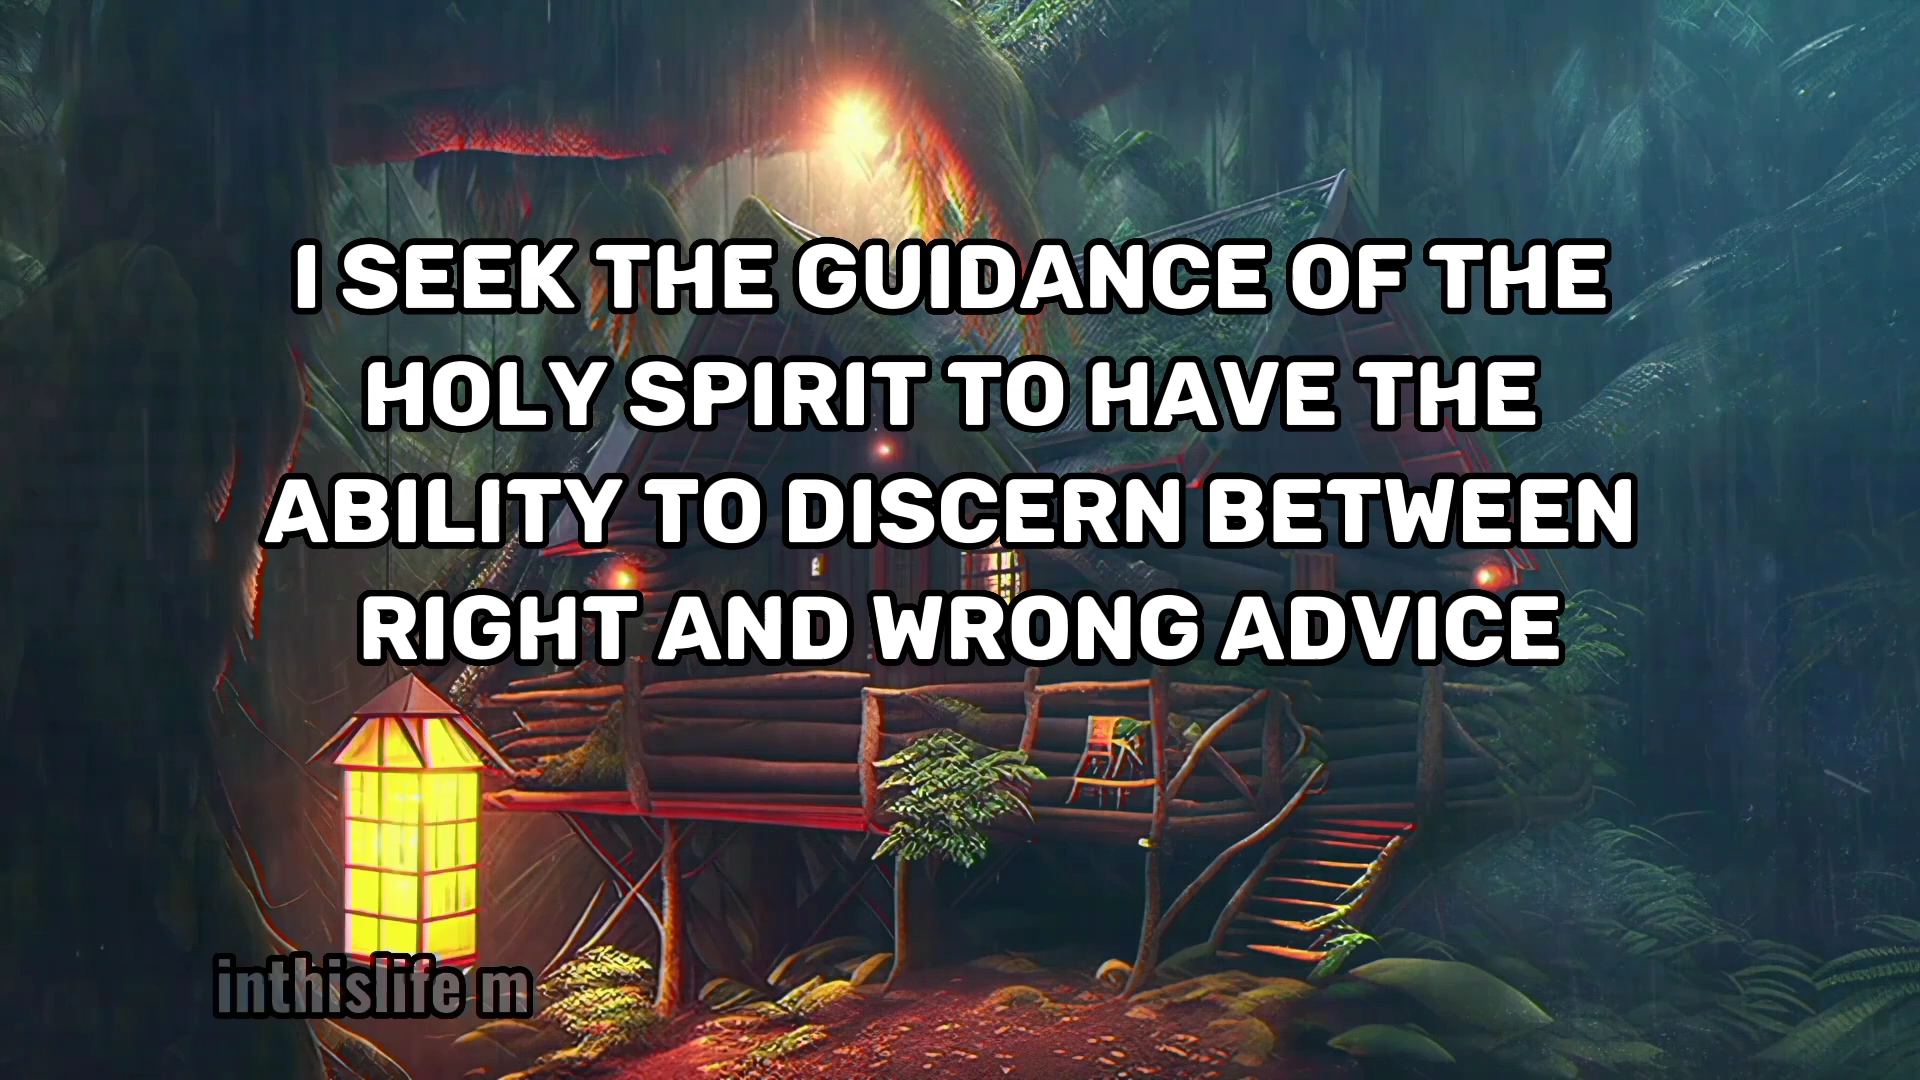 I SEEK THE GUIDANCE OF THE
HOLY SPIRIT TO HAVE THE
ABILITY TO DISCERN BETWEEN
RIGHT AND WRONG ADVICE
inthislife m